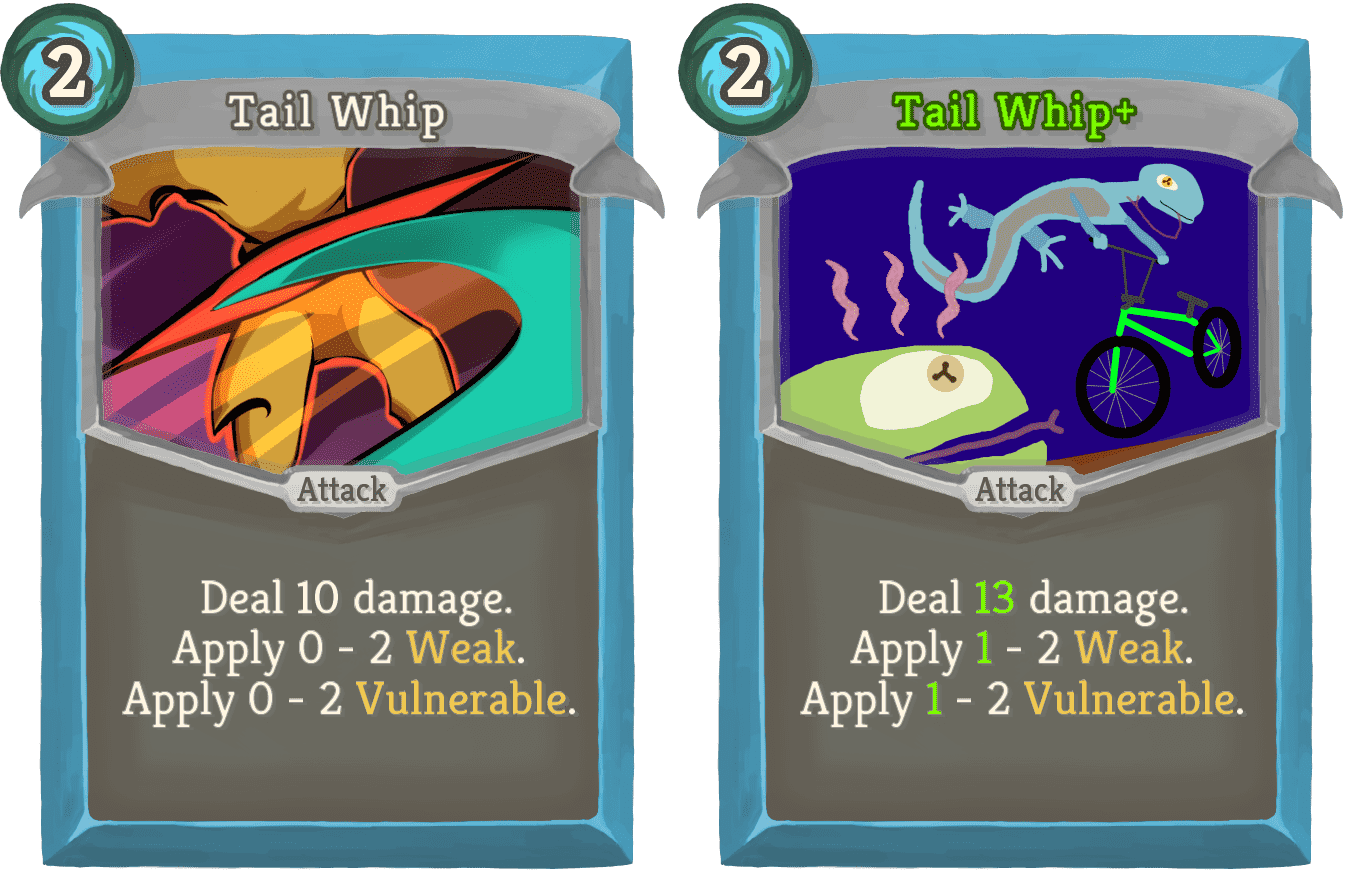 2
Tail Whip
Attack
Deal 10 damage.
Apply 0 - 2 Weak.
Apply 0 - 2 Vulnerable.
2
Tail Whip+
Attack
Deal 13 damage.
Apply 1 - 2 Weak.
Apply 1 - 2 Vulnerable.